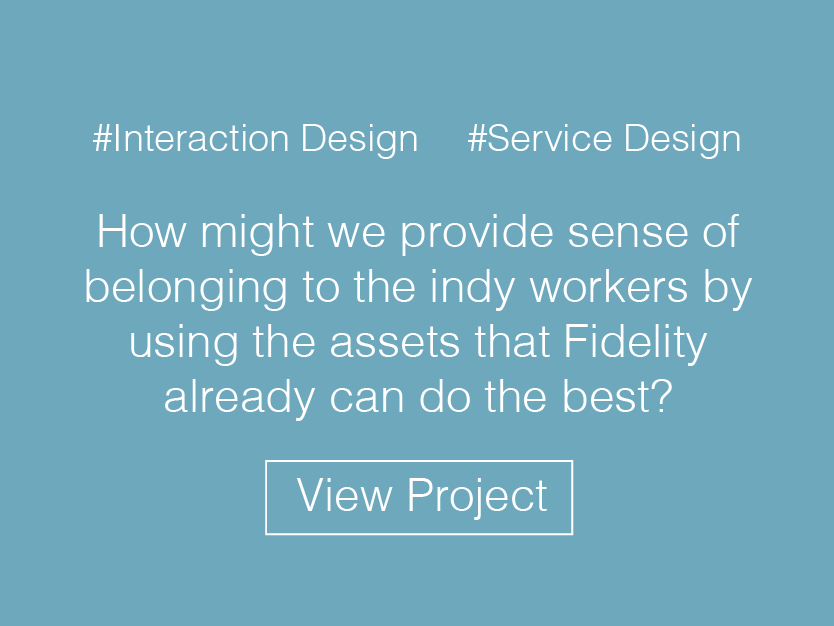 #Interaction Design #Service Design
How might we provide sense of
belonging to the indy workers by
using the assets that Fidelity
already can do the best?
View Project